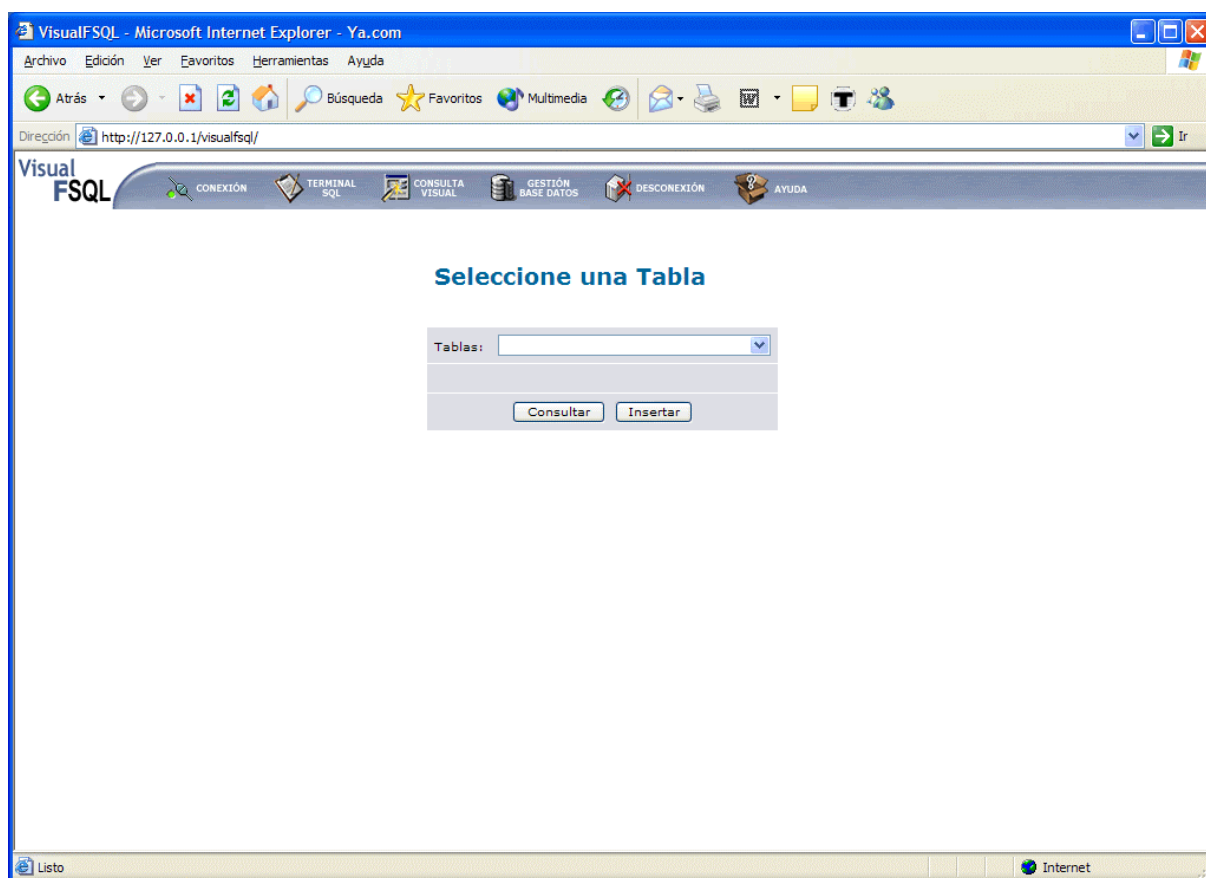 VisualFSQL - Microsoft Internet Explorer - Ya.com
Archivo Edición Ver Favoritos Herramientas Ayuda
Atrás Búsqueda Favoritos Multimedia
Dirección http://127.0.0.1/visualfsql/ Ir
Visual
FSQL
CONEXIÓN
TERMINAL
SQL
CONSULTA
VISUAL
GESTIÓN
BASE DATOS
DESCONEXIÓN
AYUDA
Seleccione una Tabla
Tablas:
Consultar Insertar
Listo Internet